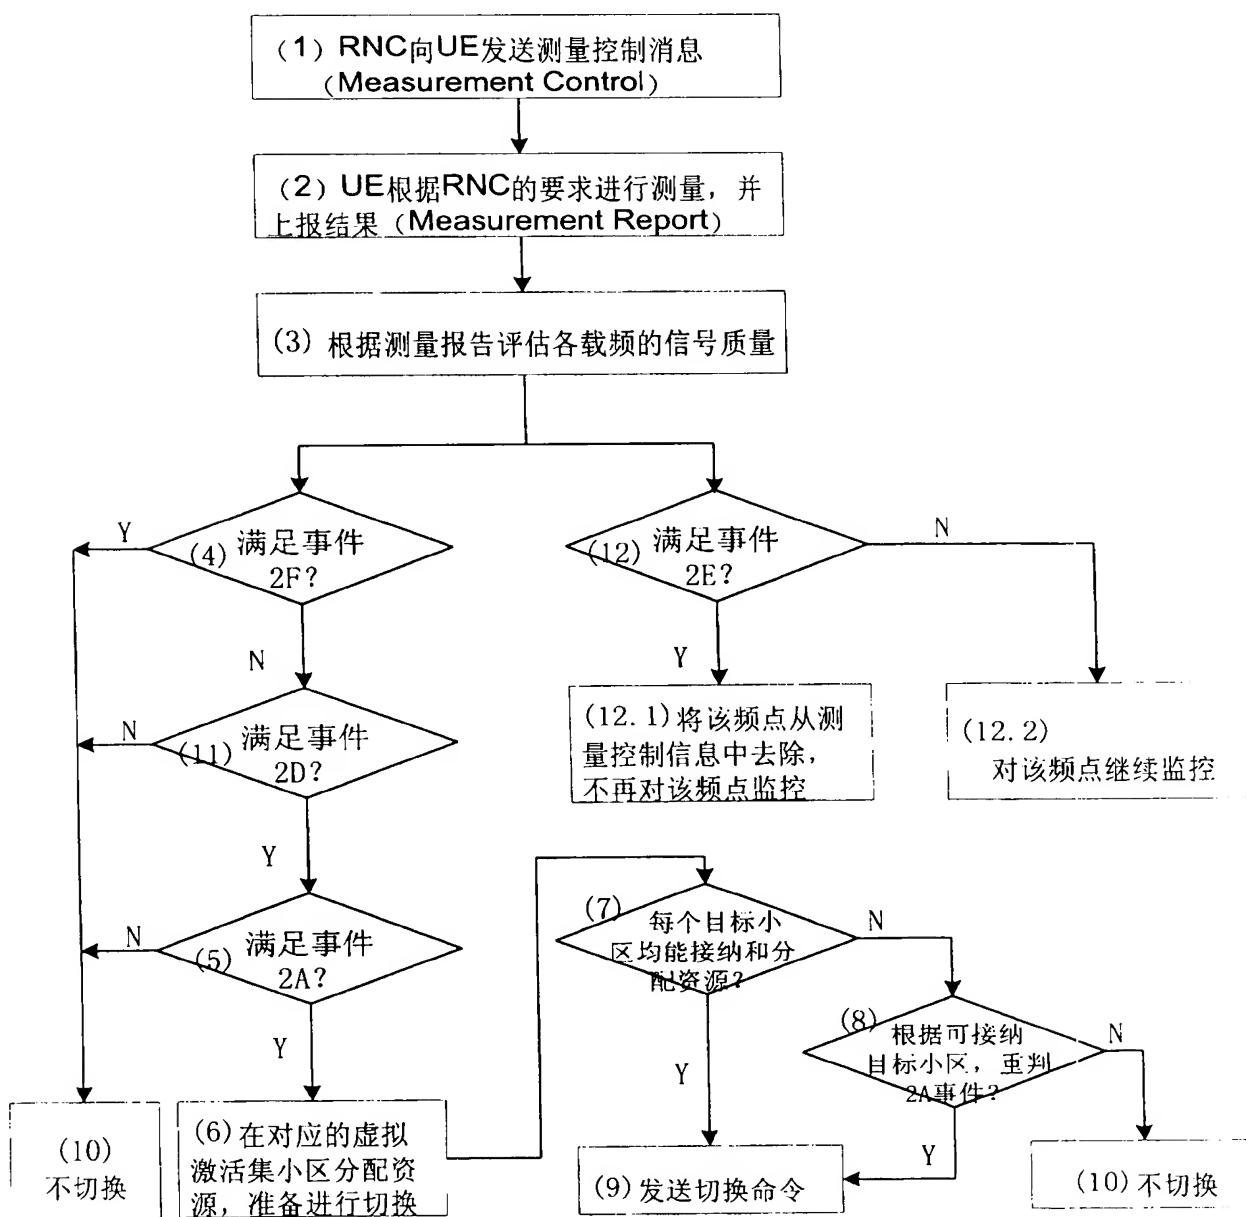 (1) RNC向UE发送测量控制消息
(Measurement Control)
(2) UE根据RNC的要求进行测量，并
上报结果（Measurement Report）
(3) 根据测量报告评估各载频的信号质量
Y
(4) 满足事件
2F？
N
(12) 满足事件
2E？
N
Y
N
(11) 满足事件
2D？
Y
(12.1)将该频点从测
量控制信息中去除，
不再对该频点监控
(12.2)
对该频点继续监控
N
(5) 满足事件
2A？
Y
(7) 每个目标小
区均能接纳和分
配资源？
N
Y
(8) 根据可接纳
目标小区，重判
2A事件？
N
Y
(10)
不切换
(6)在对应的虚拟
激活集小区分配资
源，准备进行切换
(9)发送切换命令
(10)不切换